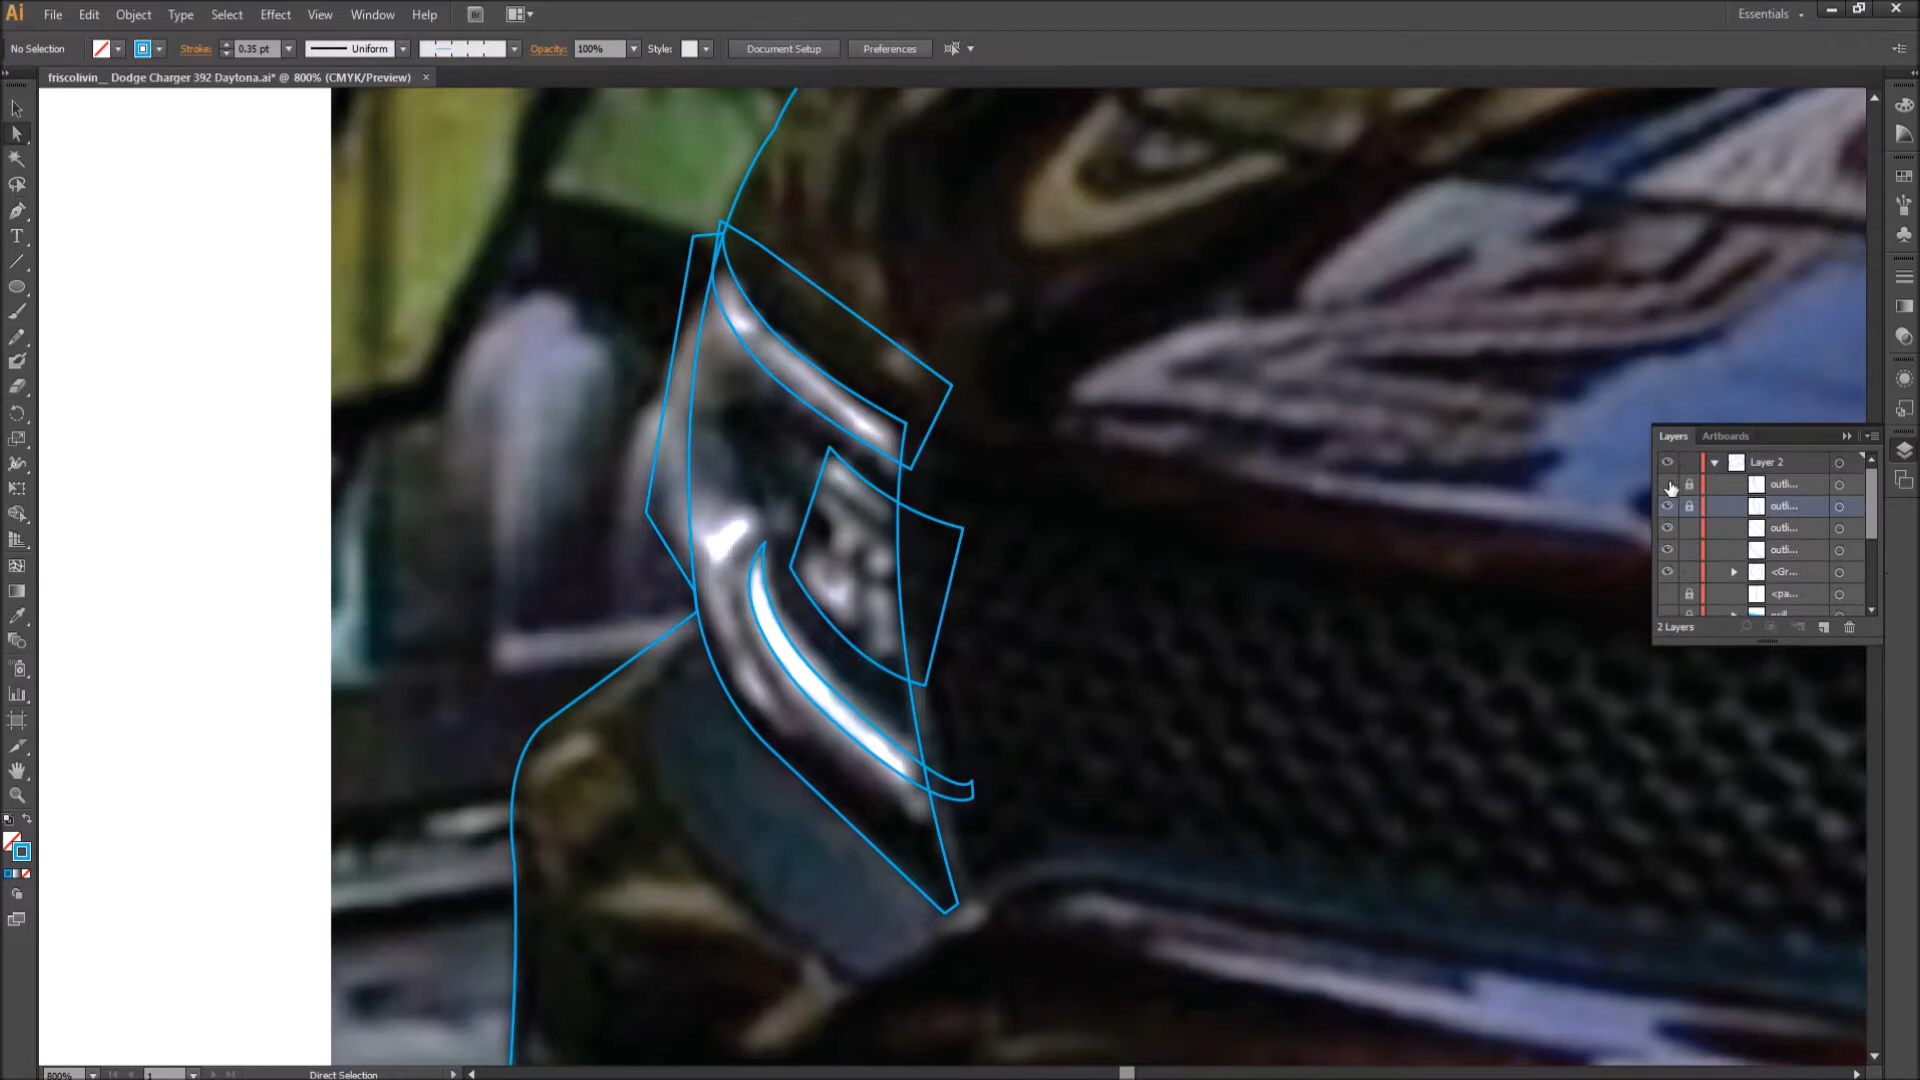 Ai File Edit Object Type Select Effect View Window Help Br Essentials
No Selection Stroke: 0.35 pt Uniform Opacity: 100% Style: Document Setup Preferences
friscolivin__ Dodge Charger 392 Daytona.ai* @ 800% (CMYK/Preview) ×
T
Layers Artboards
Layer 2
outli...
outli...
outli...
outli...
<Gr...
<pa...
2 Layers
800% 1 Direct Selection